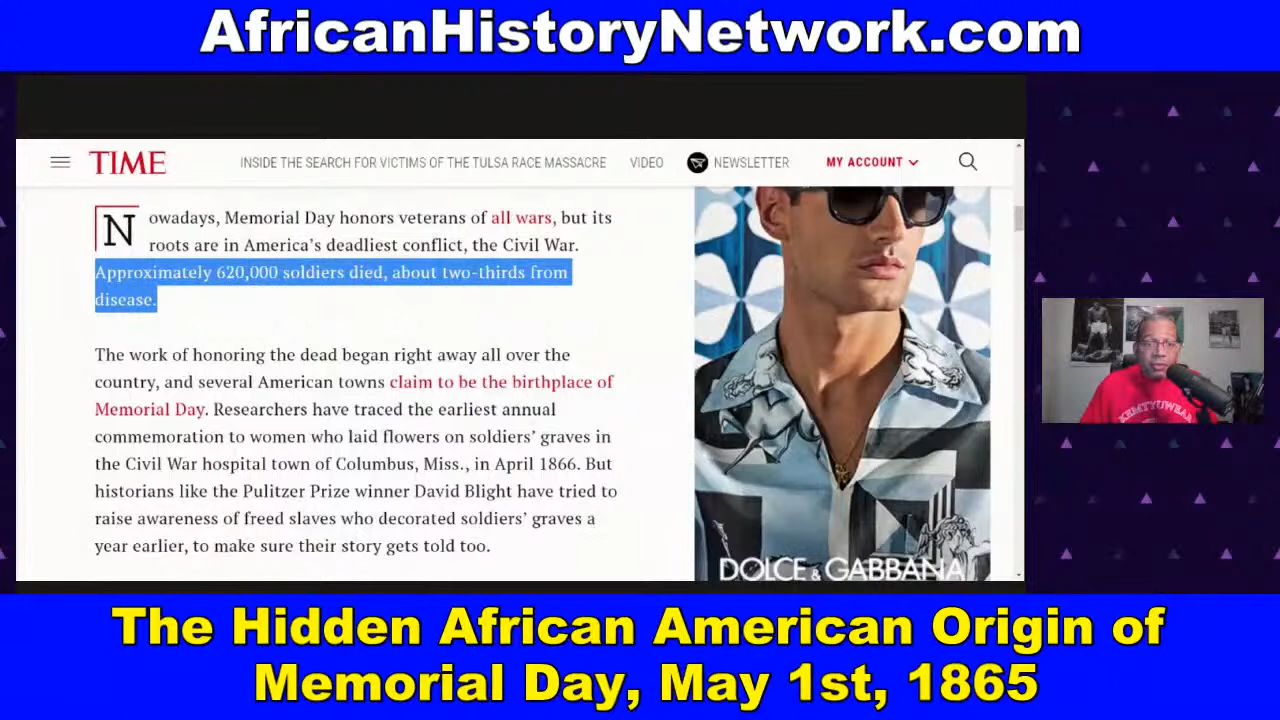 AfricanHistoryNetwork.com
TIME
INSIDE THE SEARCH FOR VICTIMS OF THE TULSA RACE MASSACRE
VIDEO
NEWSLETTER
MY ACCOUNT
Nowadays, Memorial Day honors veterans of all wars, but its
roots are in America's deadliest conflict, the Civil War.
Approximately 620,000 soldiers died, about two-thirds from
disease.
The work of honoring the dead began right away all over the
country, and several American towns claim to be the birthplace of
Memorial Day. Researchers have traced the earliest annual
commemoration to women who laid flowers on soldiers' graves in
the Civil War hospital town of Columbus, Miss., in April 1866. But
historians like the Pulitzer Prize winner David Blight have tried to
raise awareness of freed slaves who decorated soldiers' graves a
year earlier, to make sure their story gets told too.
DOLCE & GABBANA
KEMTYUWEAR
The Hidden African American Origin of
Memorial Day, May 1st, 1865